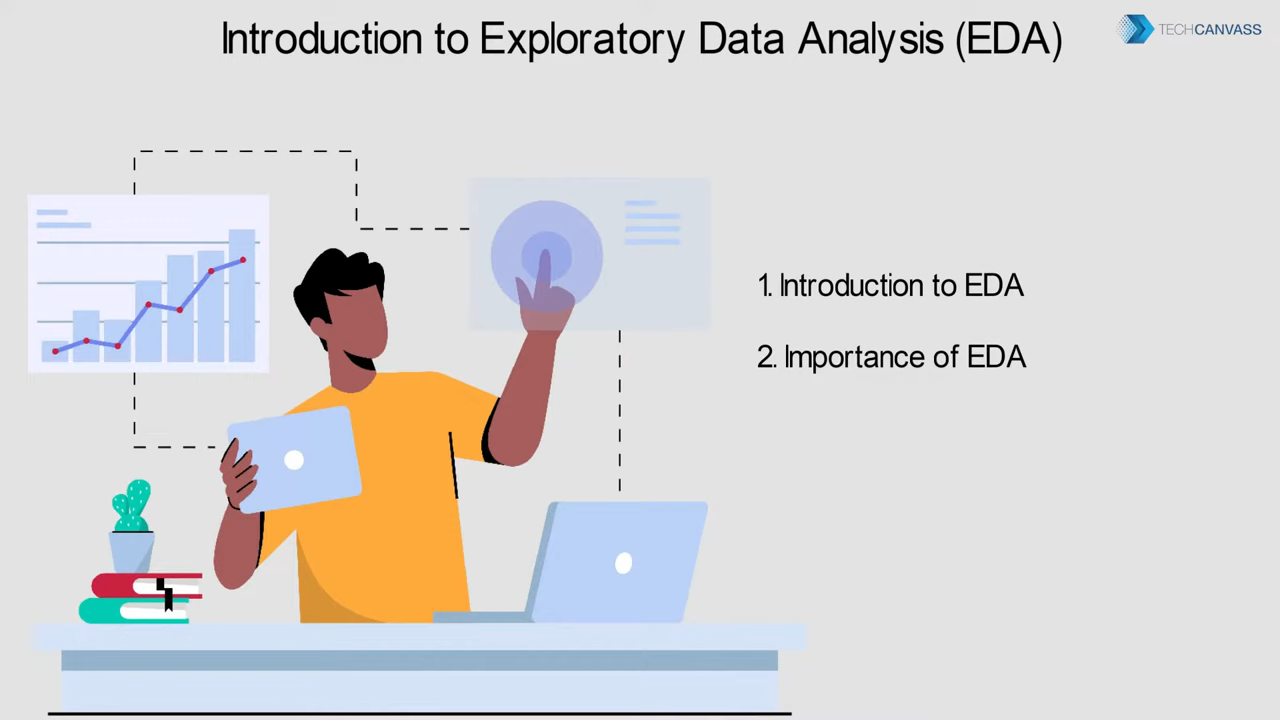 Introduction to Exploratory Data Analysis (EDA)
TECHCANVASS
1. Introduction to EDA
2. Importance of EDA